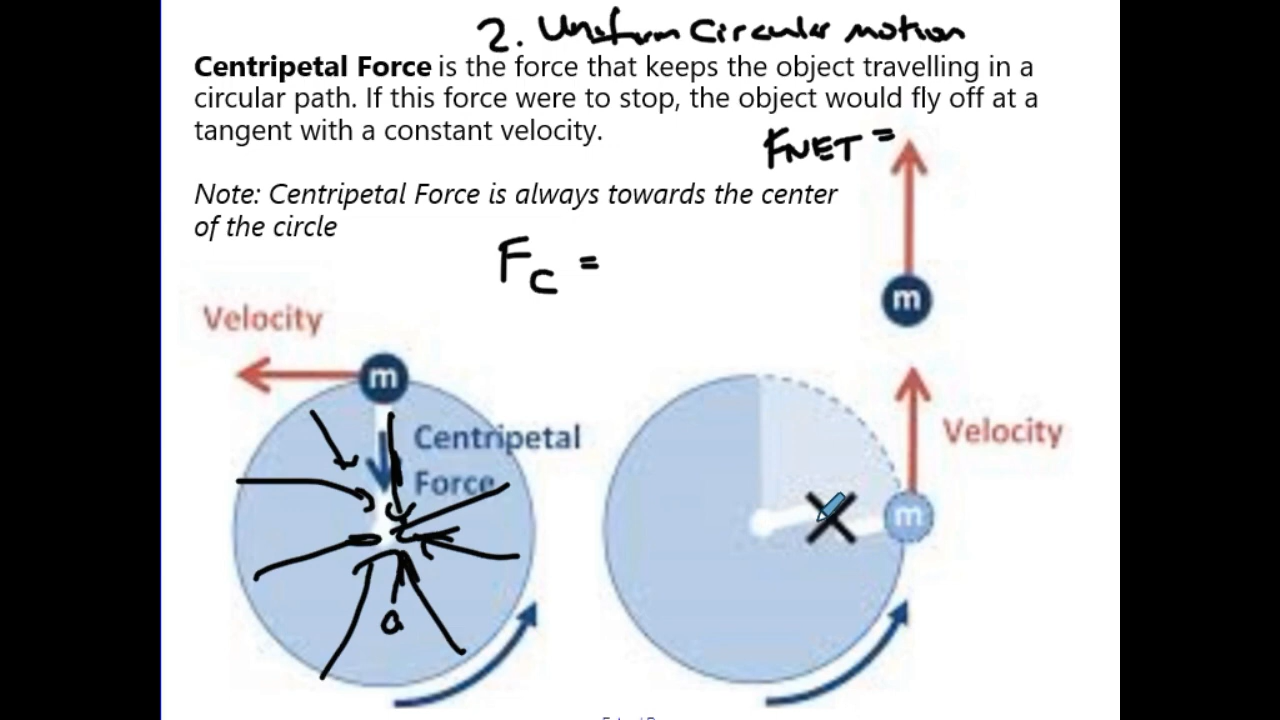 2. Uniform Circular motion
Centripetal Force is the force that keeps the object travelling in a
circular path. If this force were to stop, the object would fly off at a
tangent with a constant velocity.
FNET =
Note: Centripetal Force is always towards the center
of the circle
Fc =
m
Velocity
m
Centripetal
Force
Velocity
m
a